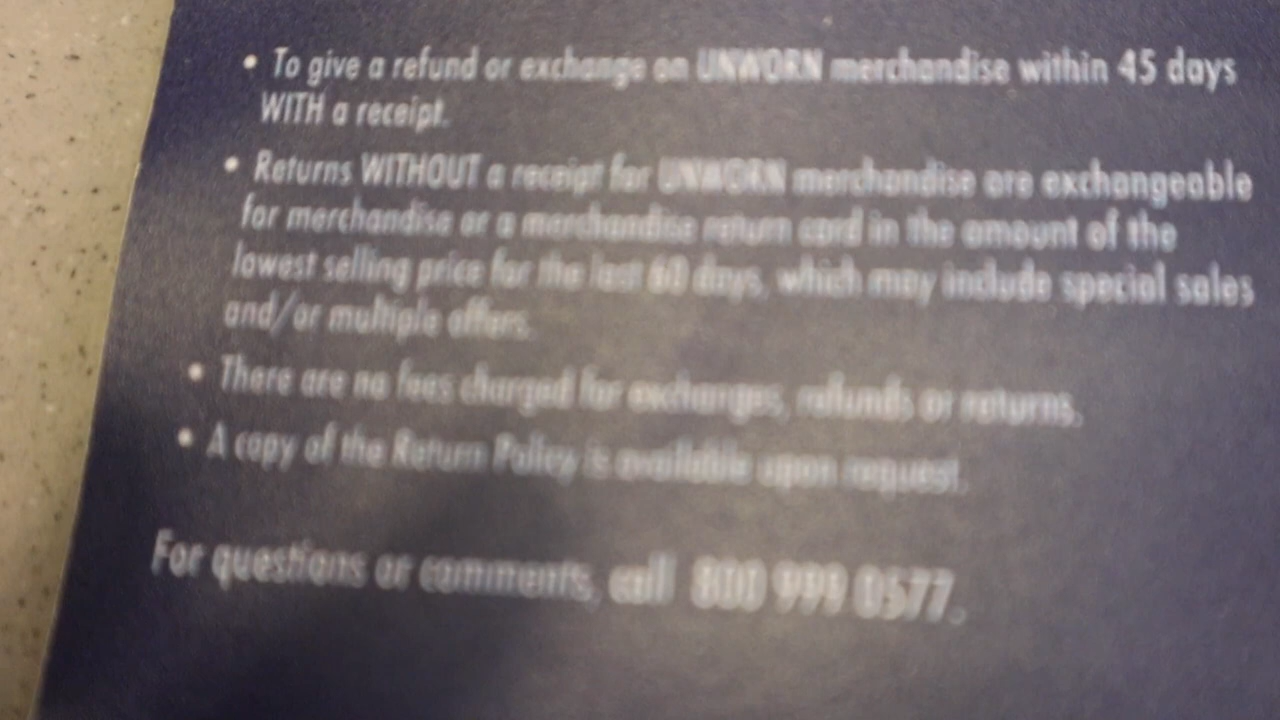 • To give a refund or exchange on UNWORN merchandise within 45 days
WITH a receipt.
• Returns WITHOUT a receipt for UNWORN merchandise are exchangeable
for merchandise or a merchandise return card in the amount of the
lowest selling price for the last 60 days, which may include special sales
and/or multiple offers.
• There are no fees charged for exchanges, refunds or returns.
• A copy of the Return Policy is available upon request.
For questions or comments, call 800 999 0577.